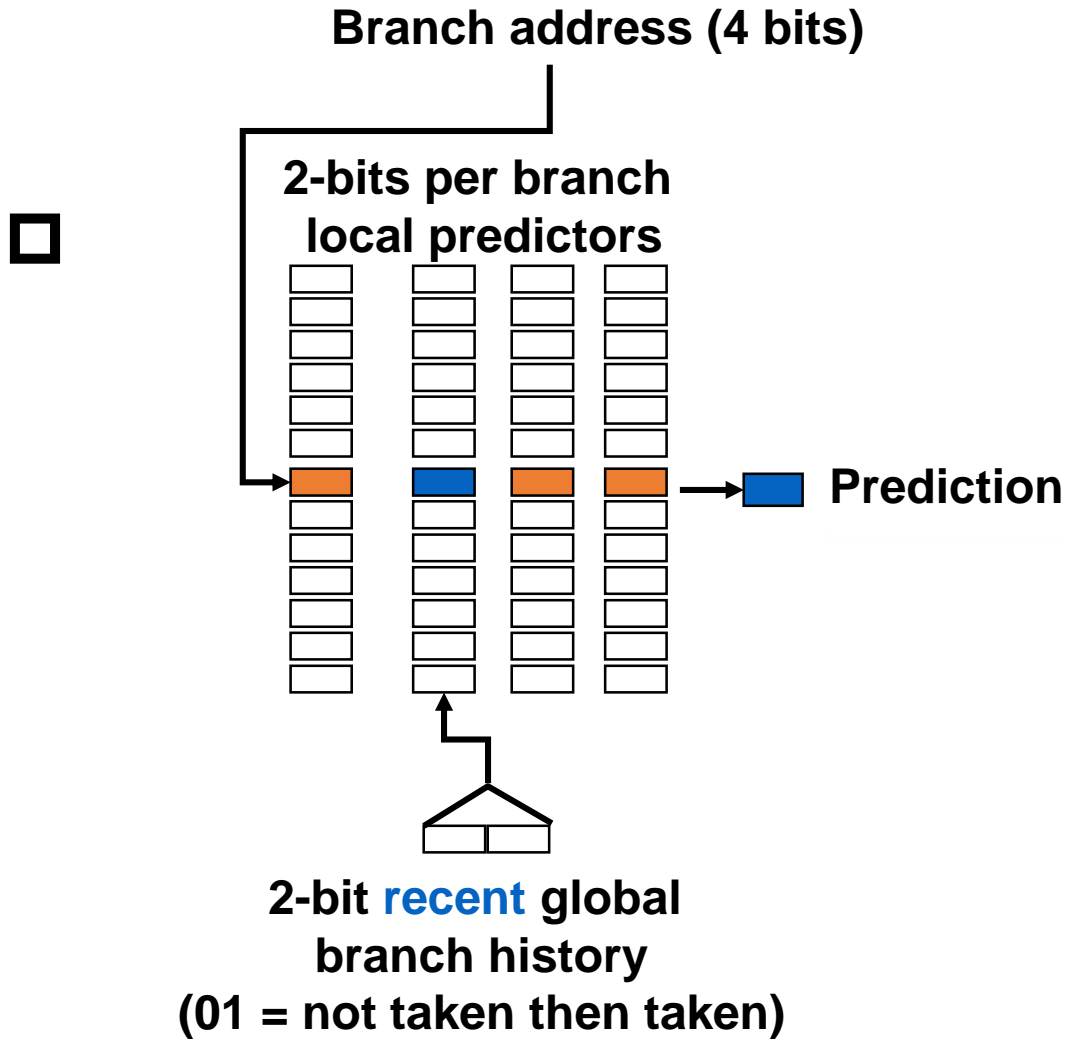 Branch address (4 bits)
2-bits per branch
local predictors
Prediction
2-bit recent global
branch history
(01 = not taken then taken)